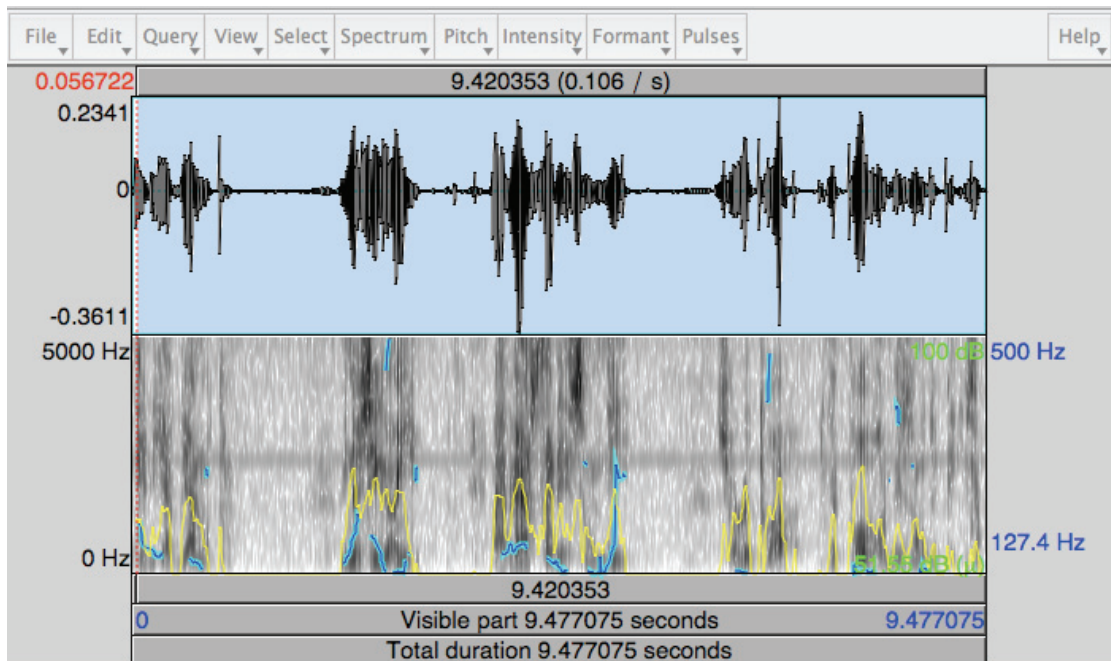 File Edit Query View Select Spectrum Pitch Intensity Formant Pulses Help
0.056722 9.420353 (0.106 / s)
0.2341
0
-0.3611
5000 Hz 100 dB 500 Hz
127.4 Hz
0 Hz
9.420353
0 Visible part 9.477075 seconds 9.477075
Total duration 9.477075 seconds